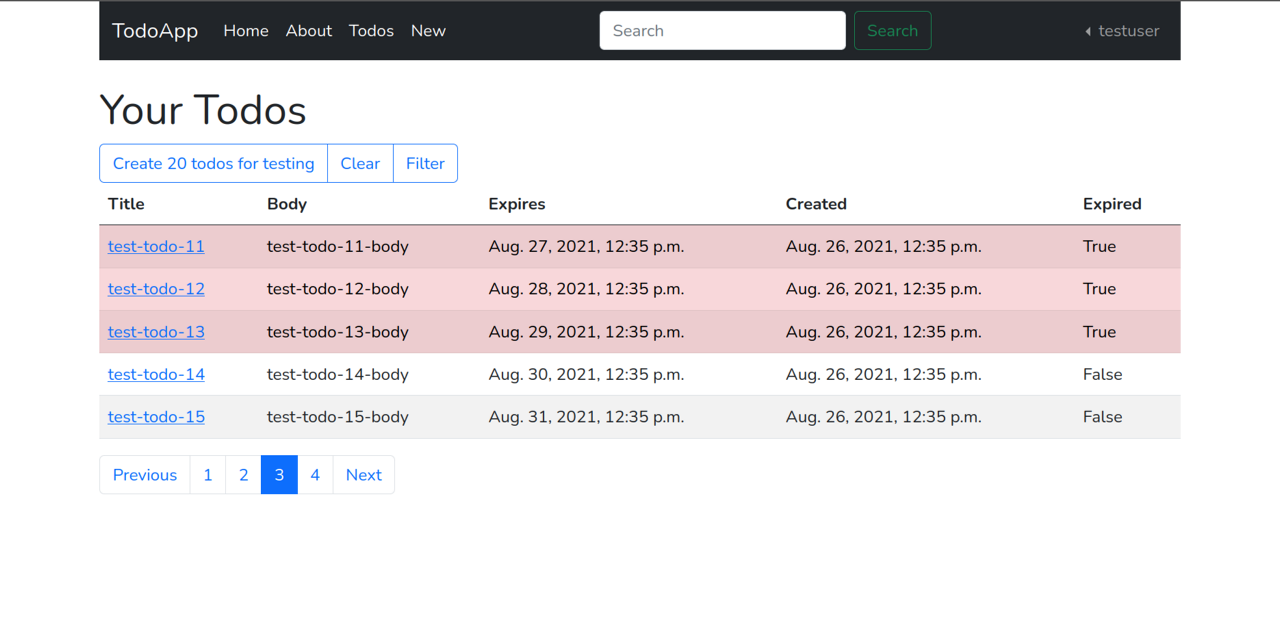 TodoApp Home About Todos New Search Search testuser
Your Todos
Create 20 todos for testing Clear Filter
Title Body Expires Created Expired
test-todo-11 test-todo-11-body Aug. 27, 2021, 12:35 p.m. Aug. 26, 2021, 12:35 p.m. True
test-todo-12 test-todo-12-body Aug. 28, 2021, 12:35 p.m. Aug. 26, 2021, 12:35 p.m. True
test-todo-13 test-todo-13-body Aug. 29, 2021, 12:35 p.m. Aug. 26, 2021, 12:35 p.m. True
test-todo-14 test-todo-14-body Aug. 30, 2021, 12:35 p.m. Aug. 26, 2021, 12:35 p.m. False
test-todo-15 test-todo-15-body Aug. 31, 2021, 12:35 p.m. Aug. 26, 2021, 12:35 p.m. False
Previous 1 2 3 4 Next